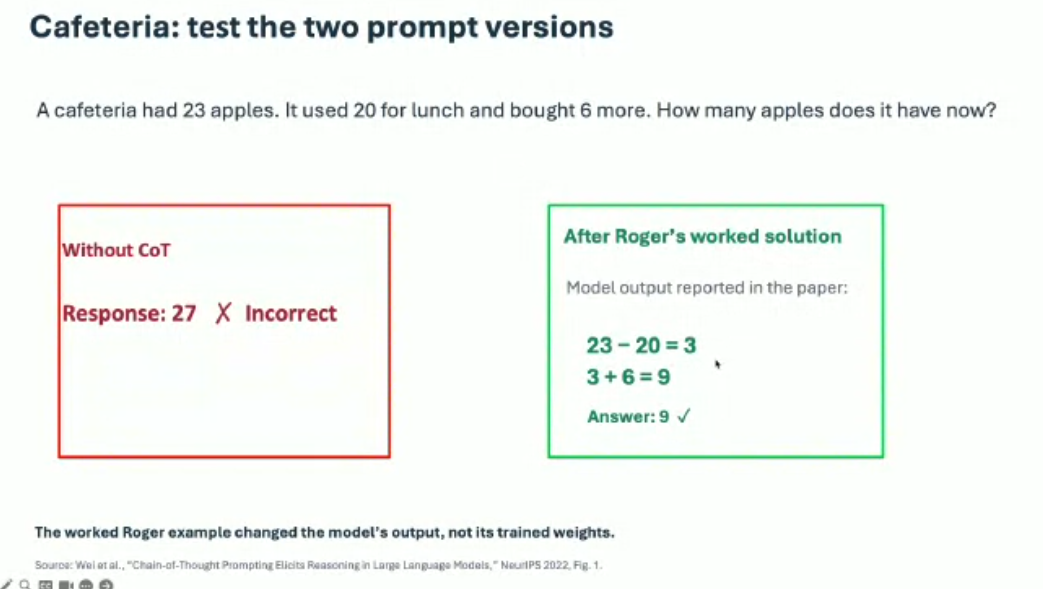 Cafeteria: test the two prompt versions
A cafeteria had 23 apples. It used 20 for lunch and bought 6 more. How many apples does it have now?
Without CoT
Response: 27 ✗ Incorrect
After Roger's worked solution
Model output reported in the paper:
23 – 20 = 3
3 + 6 = 9
Answer: 9 ✓
The worked Roger example changed the model's output, not its trained weights.
Source: Wei et al., "Chain-of-Thought Prompting Elicits Reasoning in Large Language Models," NeurIPS 2022, Fig. 1.